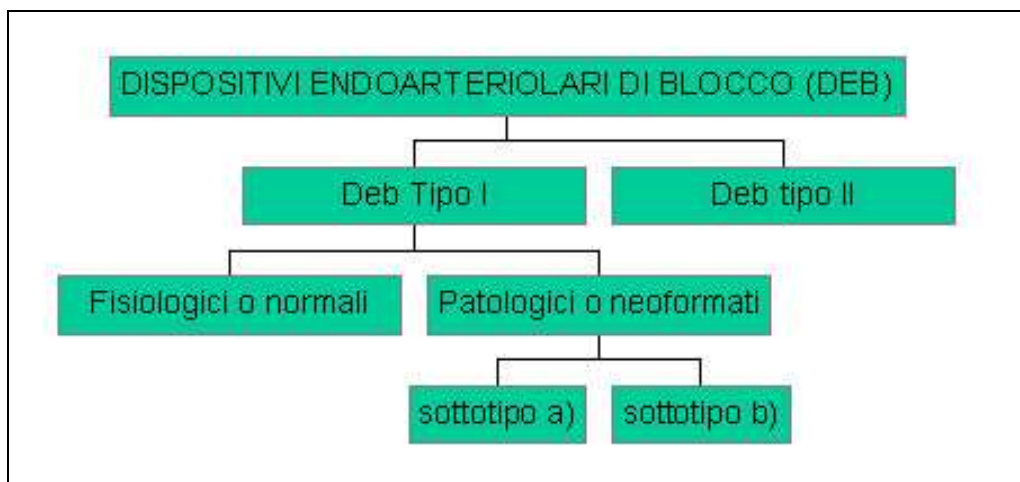 DISPOSITIVI ENDOARTERIOLARI DI BLOCCO (DEB)
Deb Tipo I
Deb tipo II
Fisiologici o normali
Patologici o neoformati
sottotipo a)
sottotipo b)